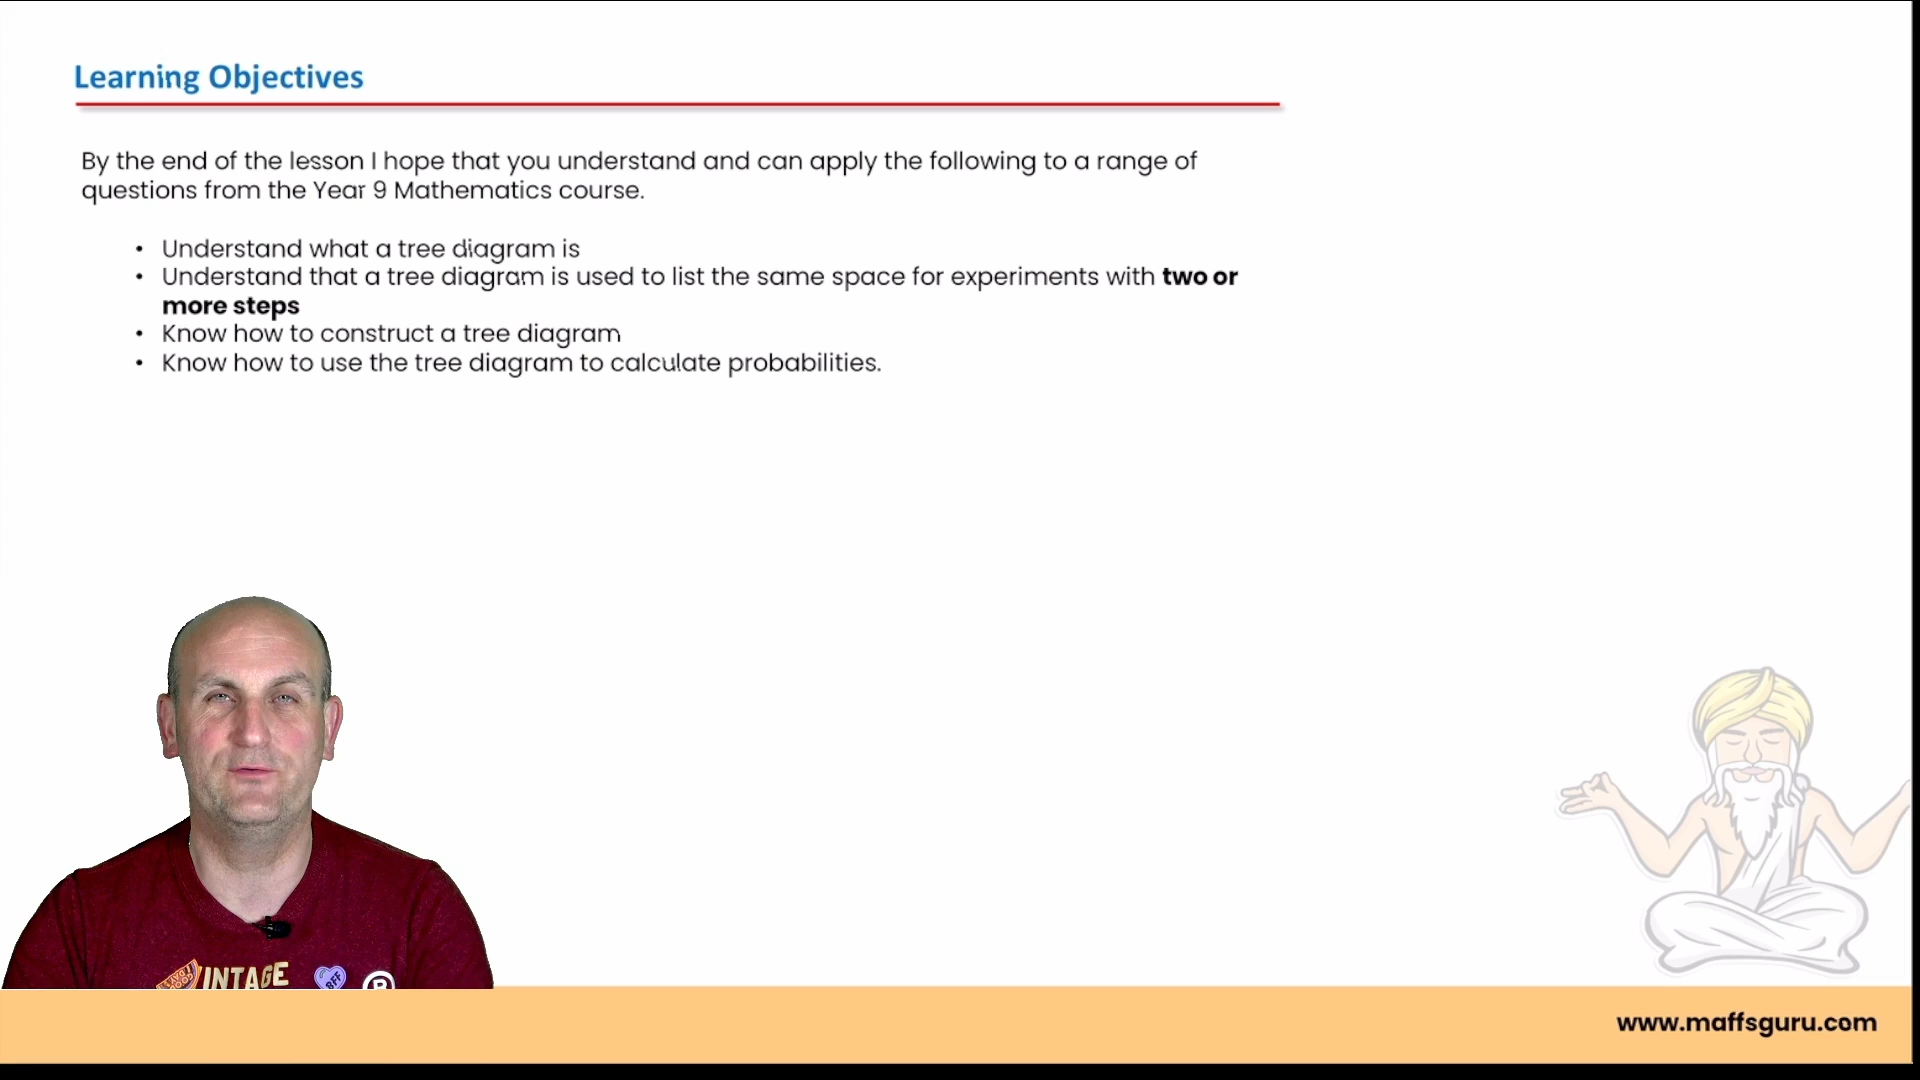 Learning Objectives
By the end of the lesson I hope that you understand and can apply the following to a range of
questions from the Year 9 Mathematics course.
• Understand what a tree diagram is
• Understand that a tree diagram is used to list the same space for experiments with two or
more steps
• Know how to construct a tree diagram
• Know how to use the tree diagram to calculate probabilities.
INTAGE
BFF
www.maffsguru.com